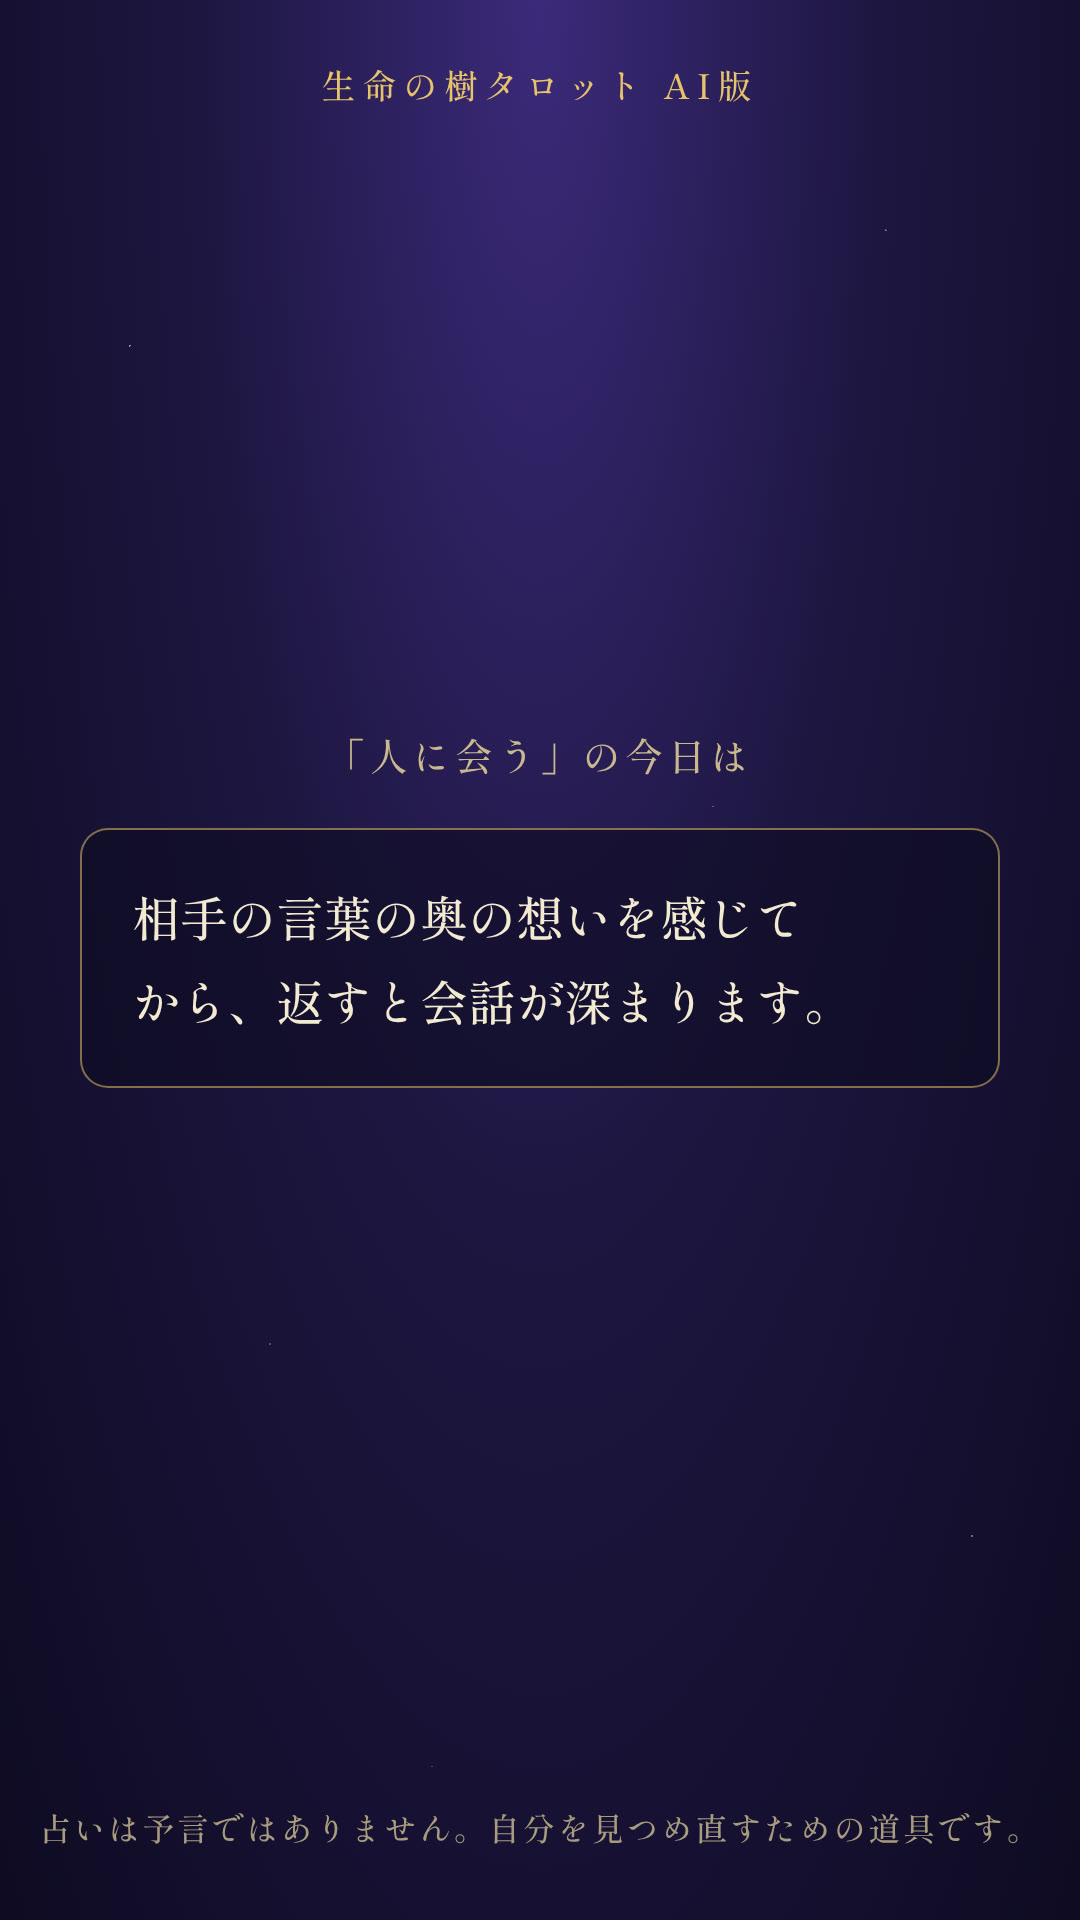 生命の樹タロット AI版
「人に会う」の今日は
相手の言葉の奥の想いを感じて
から、返すと会話が深まります。
占いは予言ではありません。自分を見つめ直すための道具です。